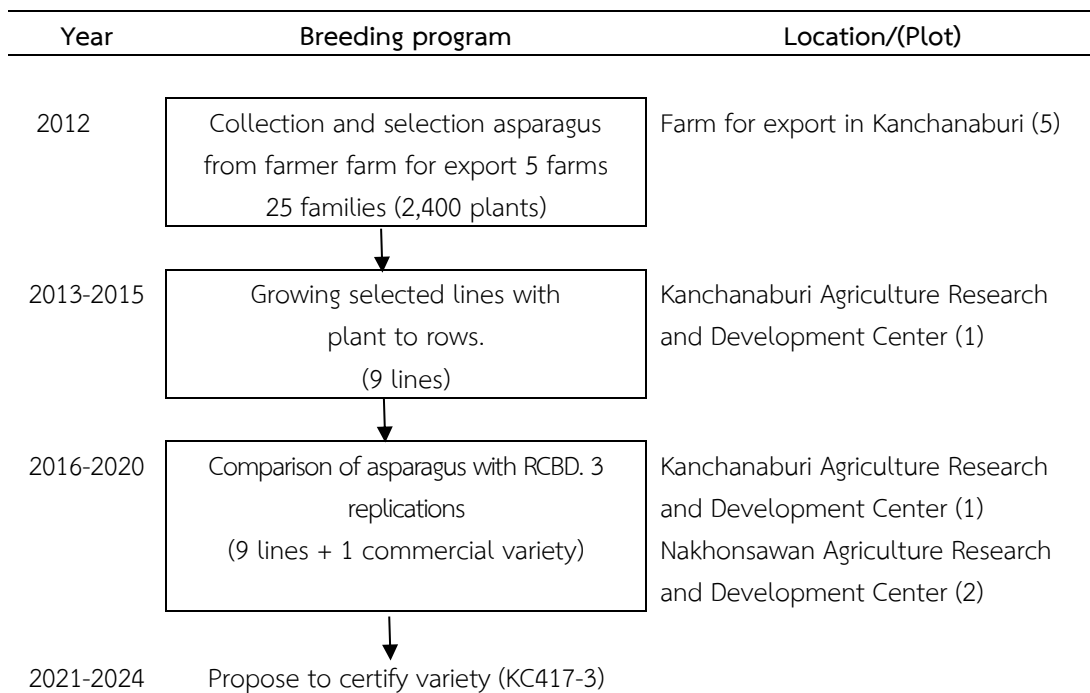 Year Breeding program Location/(Plot)
2012 Collection and selection asparagus Farm for export in Kanchanaburi (5)
from farmer farm for export 5 farms
25 families (2,400 plants)
2013-2015 Growing selected lines with Kanchanaburi Agriculture Research
plant to rows. and Development Center (1)
(9 lines)
2016-2020 Comparison of asparagus with RCBD. 3 Kanchanaburi Agriculture Research
replications and Development Center (1)
(9 lines + 1 commercial variety) Nakhonsawan Agriculture Research
and Development Center (2)
2021-2024 Propose to certify variety (KC417-3)